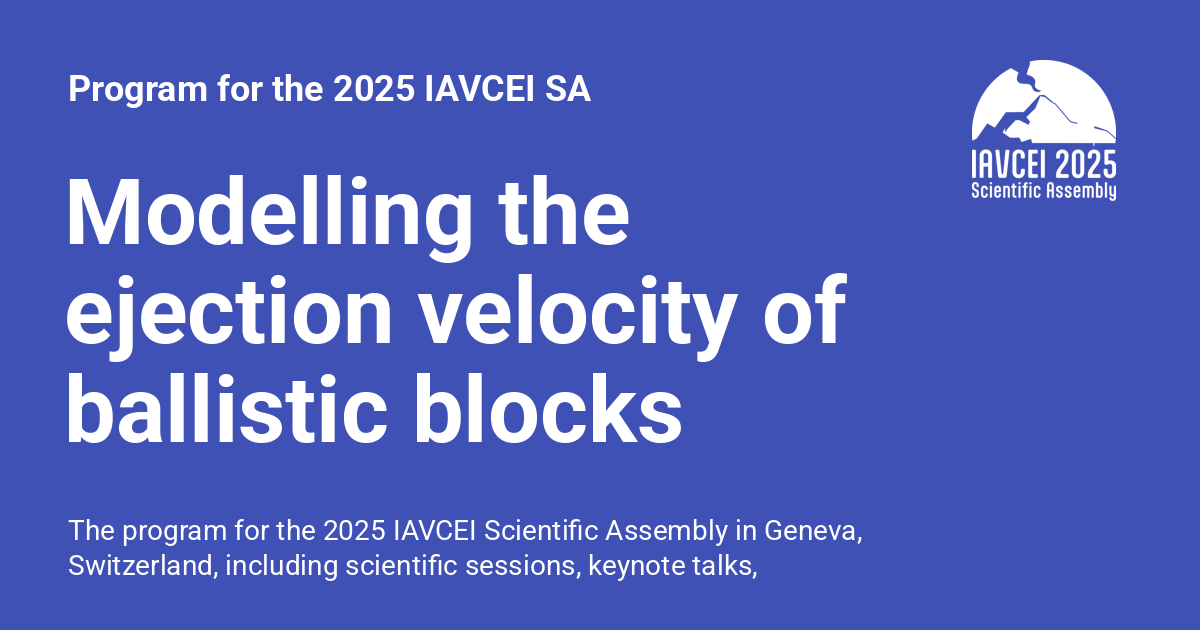 Program for the 2025 IAVCEI SA
IAVCEI 2025
Scientific Assembly
Modelling the
ejection velocity of
ballistic blocks
The program for the 2025 IAVCEI Scientific Assembly in Geneva,
Switzerland, including scientific sessions, keynote talks,